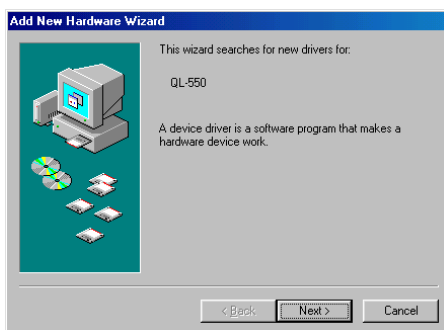 Add New Hardware Wizard
This wizard searches for new drivers for:
QL-550
A device driver is a software program that makes a
hardware device work.
< Back
Next >
Cancel